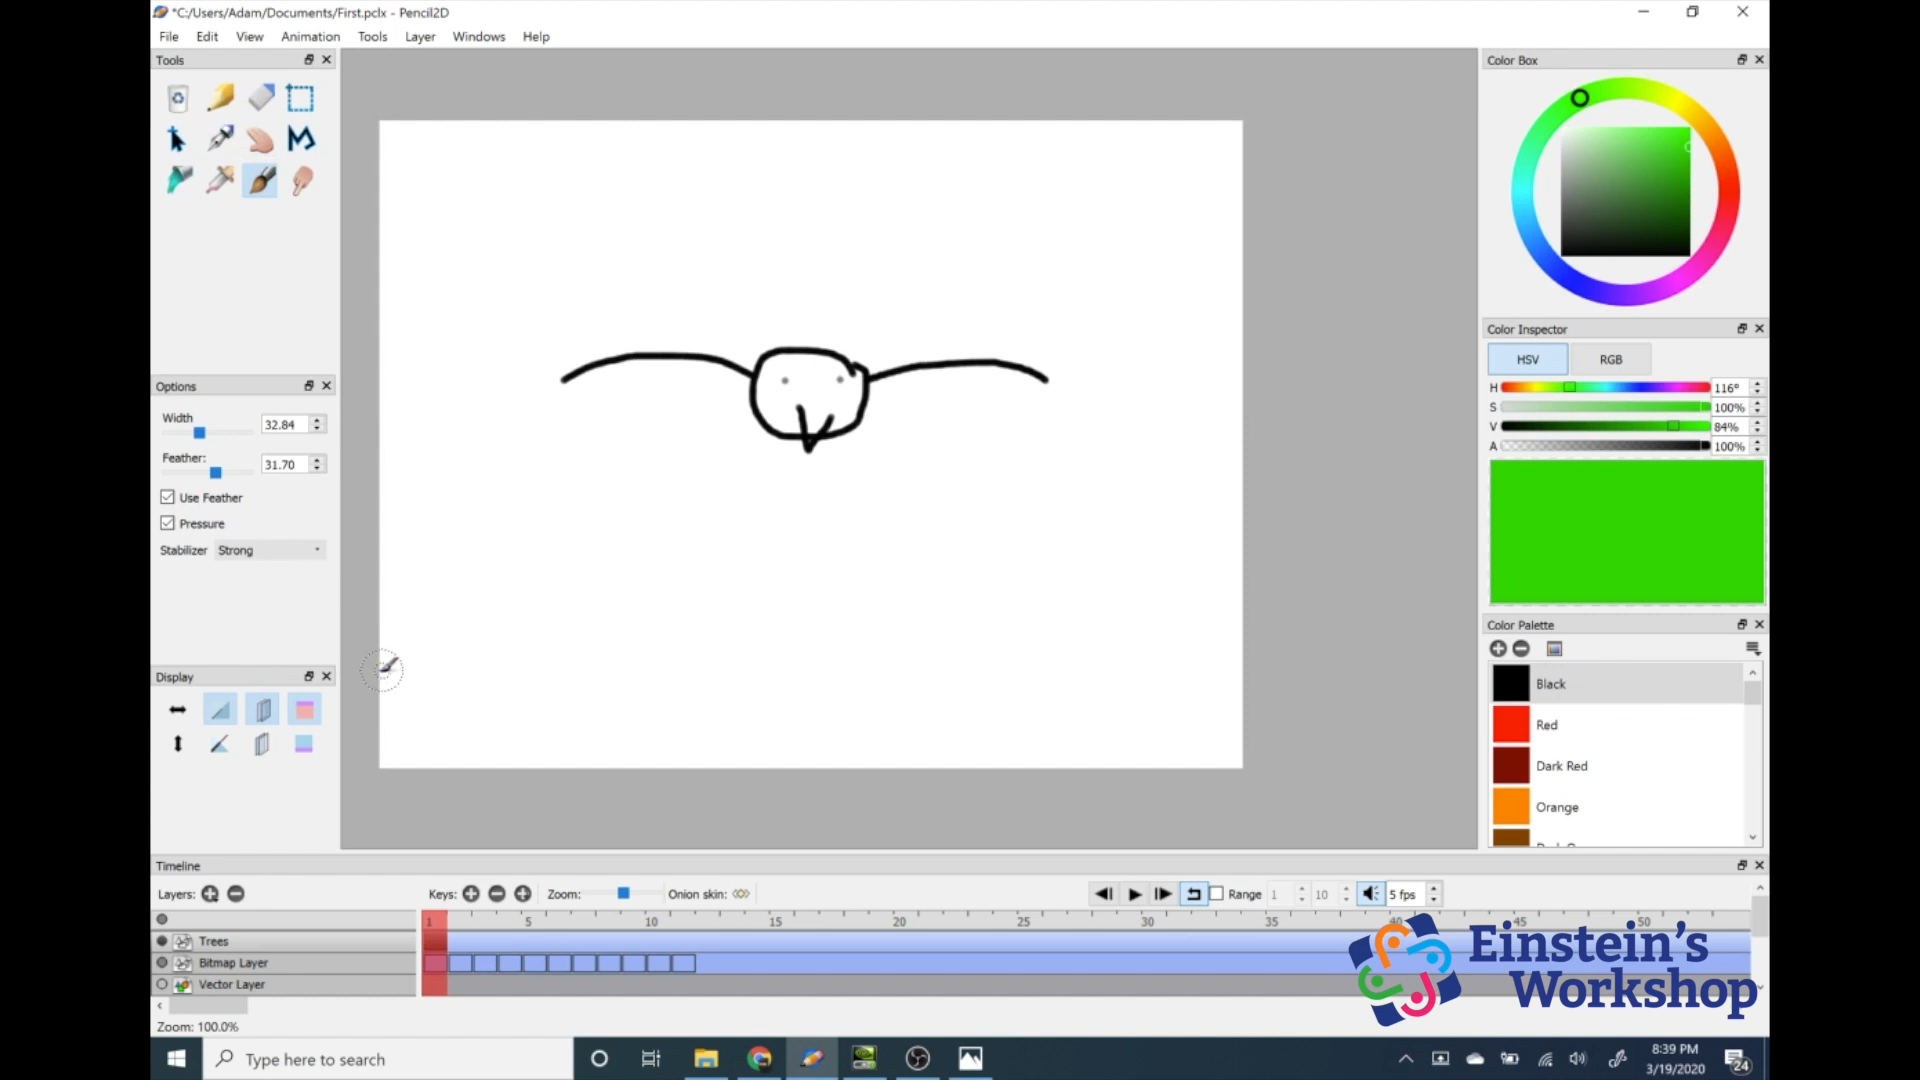 *C:/Users/Adam/Documents/First.pclx - Pencil2D
File Edit View Animation Tools Layer Windows Help
Tools
Options
Width
32.84
Feather:
31.70
Use Feather
Pressure
Stabilizer Strong
Display
Color Box
Color Inspector
HSV RGB
H 116°
S 100%
V 84%
A 100%
Color Palette
Black
Red
Dark Red
Orange
Timeline
Layers: Keys: Zoom: Onion skin: Range 1 10 5 fps
1 5 10 15 20 25 30 35 40 45 50
Trees
Bitmap Layer
Vector Layer
Zoom: 100.0%
Einstein's
Workshop
Type here to search
8:39 PM
3/19/2020
24